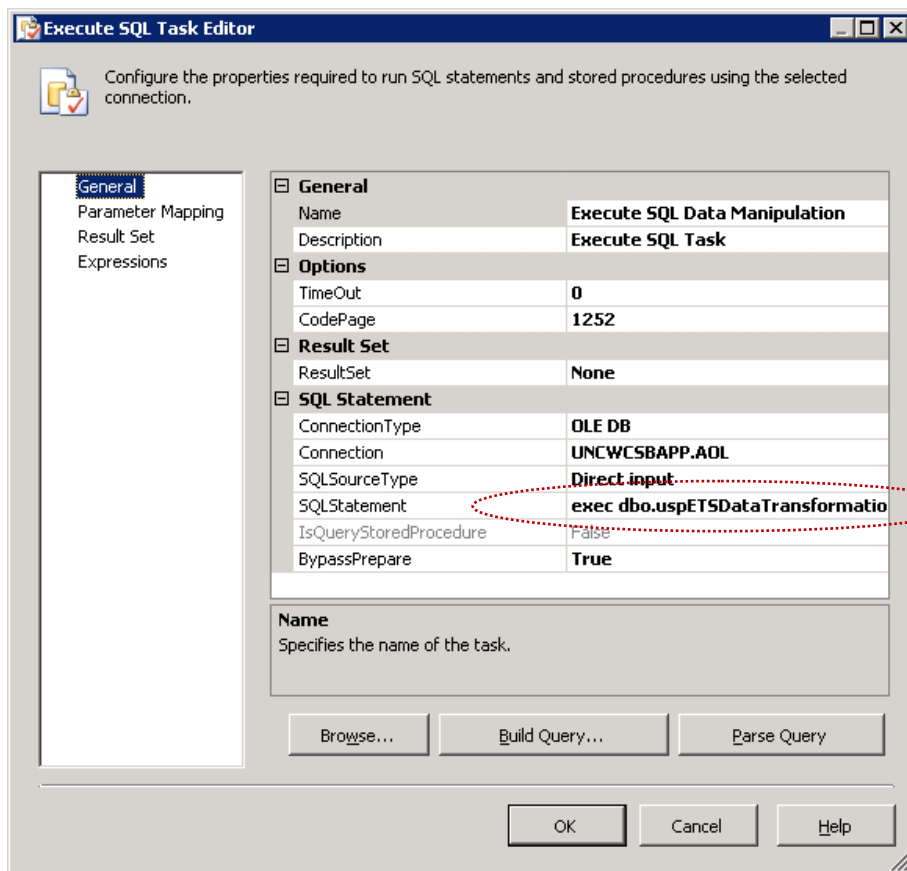 Execute SQL Task Editor
Configure the properties required to run SQL statements and stored procedures using the selected
connection.
General
Parameter Mapping
Result Set
Expressions
General
Name Execute SQL Data Manipulation
Description Execute SQL Task
Options
TimeOut 0
CodePage 1252
Result Set
ResultSet None
SQL Statement
ConnectionType OLE DB
Connection UNCWCSBAPP.AOL
SQLSourceType Direct input
SQLStatement exec dbo.uspETSDataTransformatio
IsQueryStoredProcedure False
BypassPrepare True
Name
Specifies the name of the task.
Browse... Build Query... Parse Query
OK Cancel Help